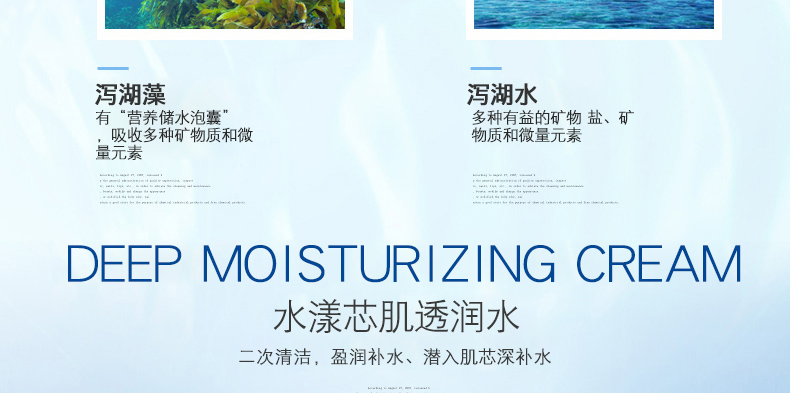 泻湖藻
有“营养储水泡囊”
，吸收多种矿物质和微
量元素
泻湖水
多种有益的矿物 盐、矿
物质和微量元素
DEEP MOISTURIZING CREAM
水漾芯肌透润水
二次清洁，盈润补水、潜入肌芯深补水